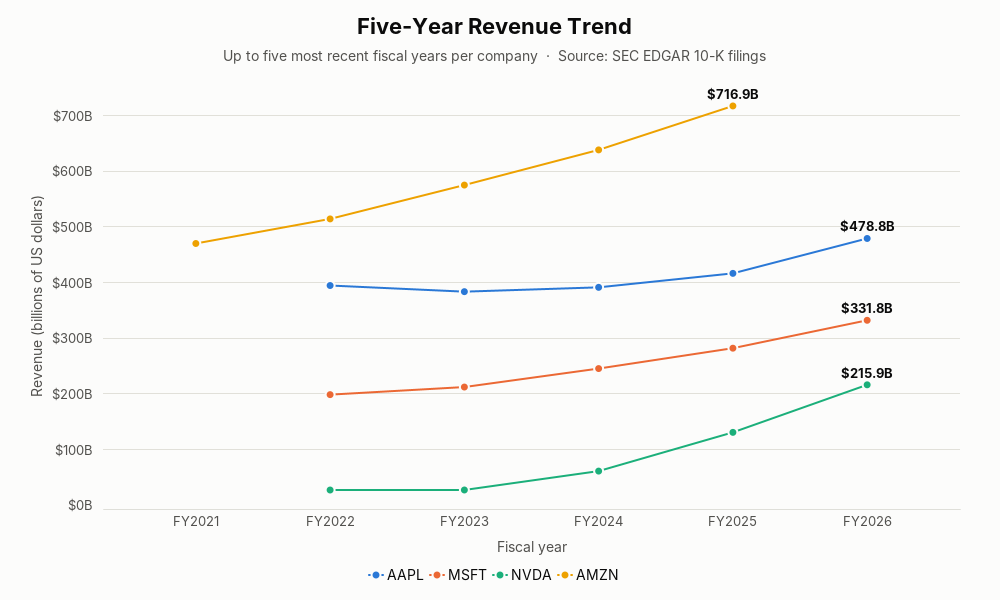 Five-Year Revenue Trend
Up to five most recent fiscal years per company · Source: SEC EDGAR 10-K filings
Revenue (billions of US dollars)
$700B
$600B
$500B
$400B
$300B
$200B
$100B
$0B
$716.9B
$478.8B
$331.8B
$215.9B
FY2021 FY2022 FY2023 FY2024 FY2025 FY2026
Fiscal year
AAPL MSFT NVDA AMZN